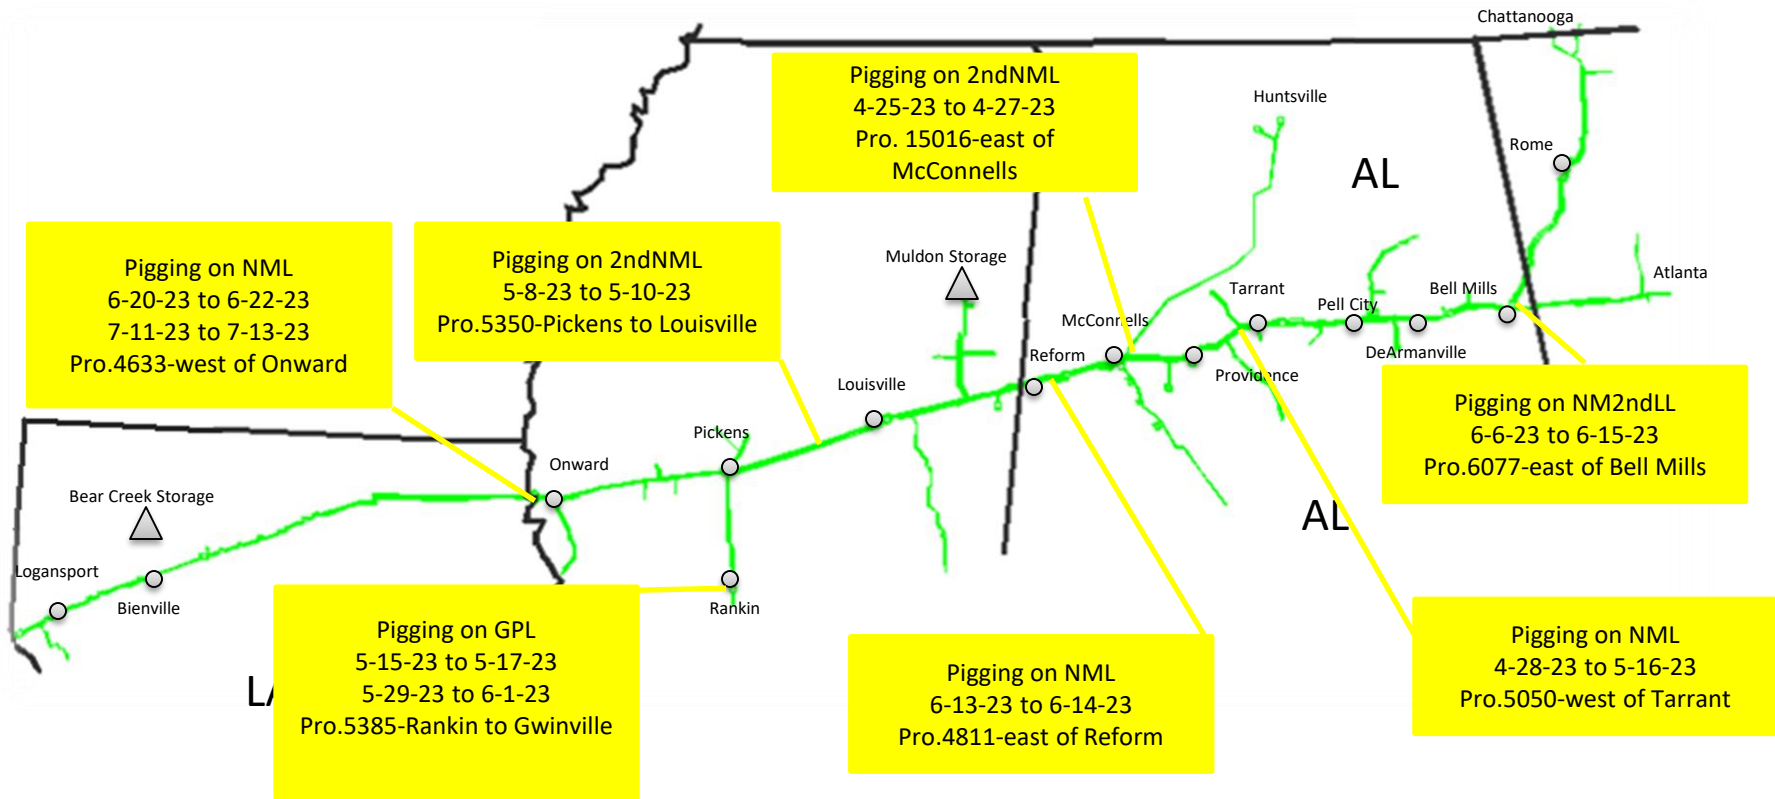 Chattanooga
Pigging on 2ndNML
4-25-23 to 4-27-23
Pro. 15016-east of
McConnells
Huntsville
Rome
AL
Pigging on NML
6-20-23 to 6-22-23
7-11-23 to 7-13-23
Pro.4633-west of Onward
Pigging on 2ndNML
5-8-23 to 5-10-23
Pro.5350-Pickens to Louisville
Muldon Storage
Tarrant
Pell City
Bell Mills
Atlanta
McConnells
Reform
Providence
DeArmanville
Louisville
Pickens
Onward
Pigging on NM2ndLL
6-6-23 to 6-15-23
Pro.6077-east of Bell Mills
Bear Creek Storage
AL
Logansport
Bienville
Rankin
LA
Pigging on GPL
5-15-23 to 5-17-23
5-29-23 to 6-1-23
Pro.5385-Rankin to Gwinville
Pigging on NML
6-13-23 to 6-14-23
Pro.4811-east of Reform
Pigging on NML
4-28-23 to 5-16-23
Pro.5050-west of Tarrant